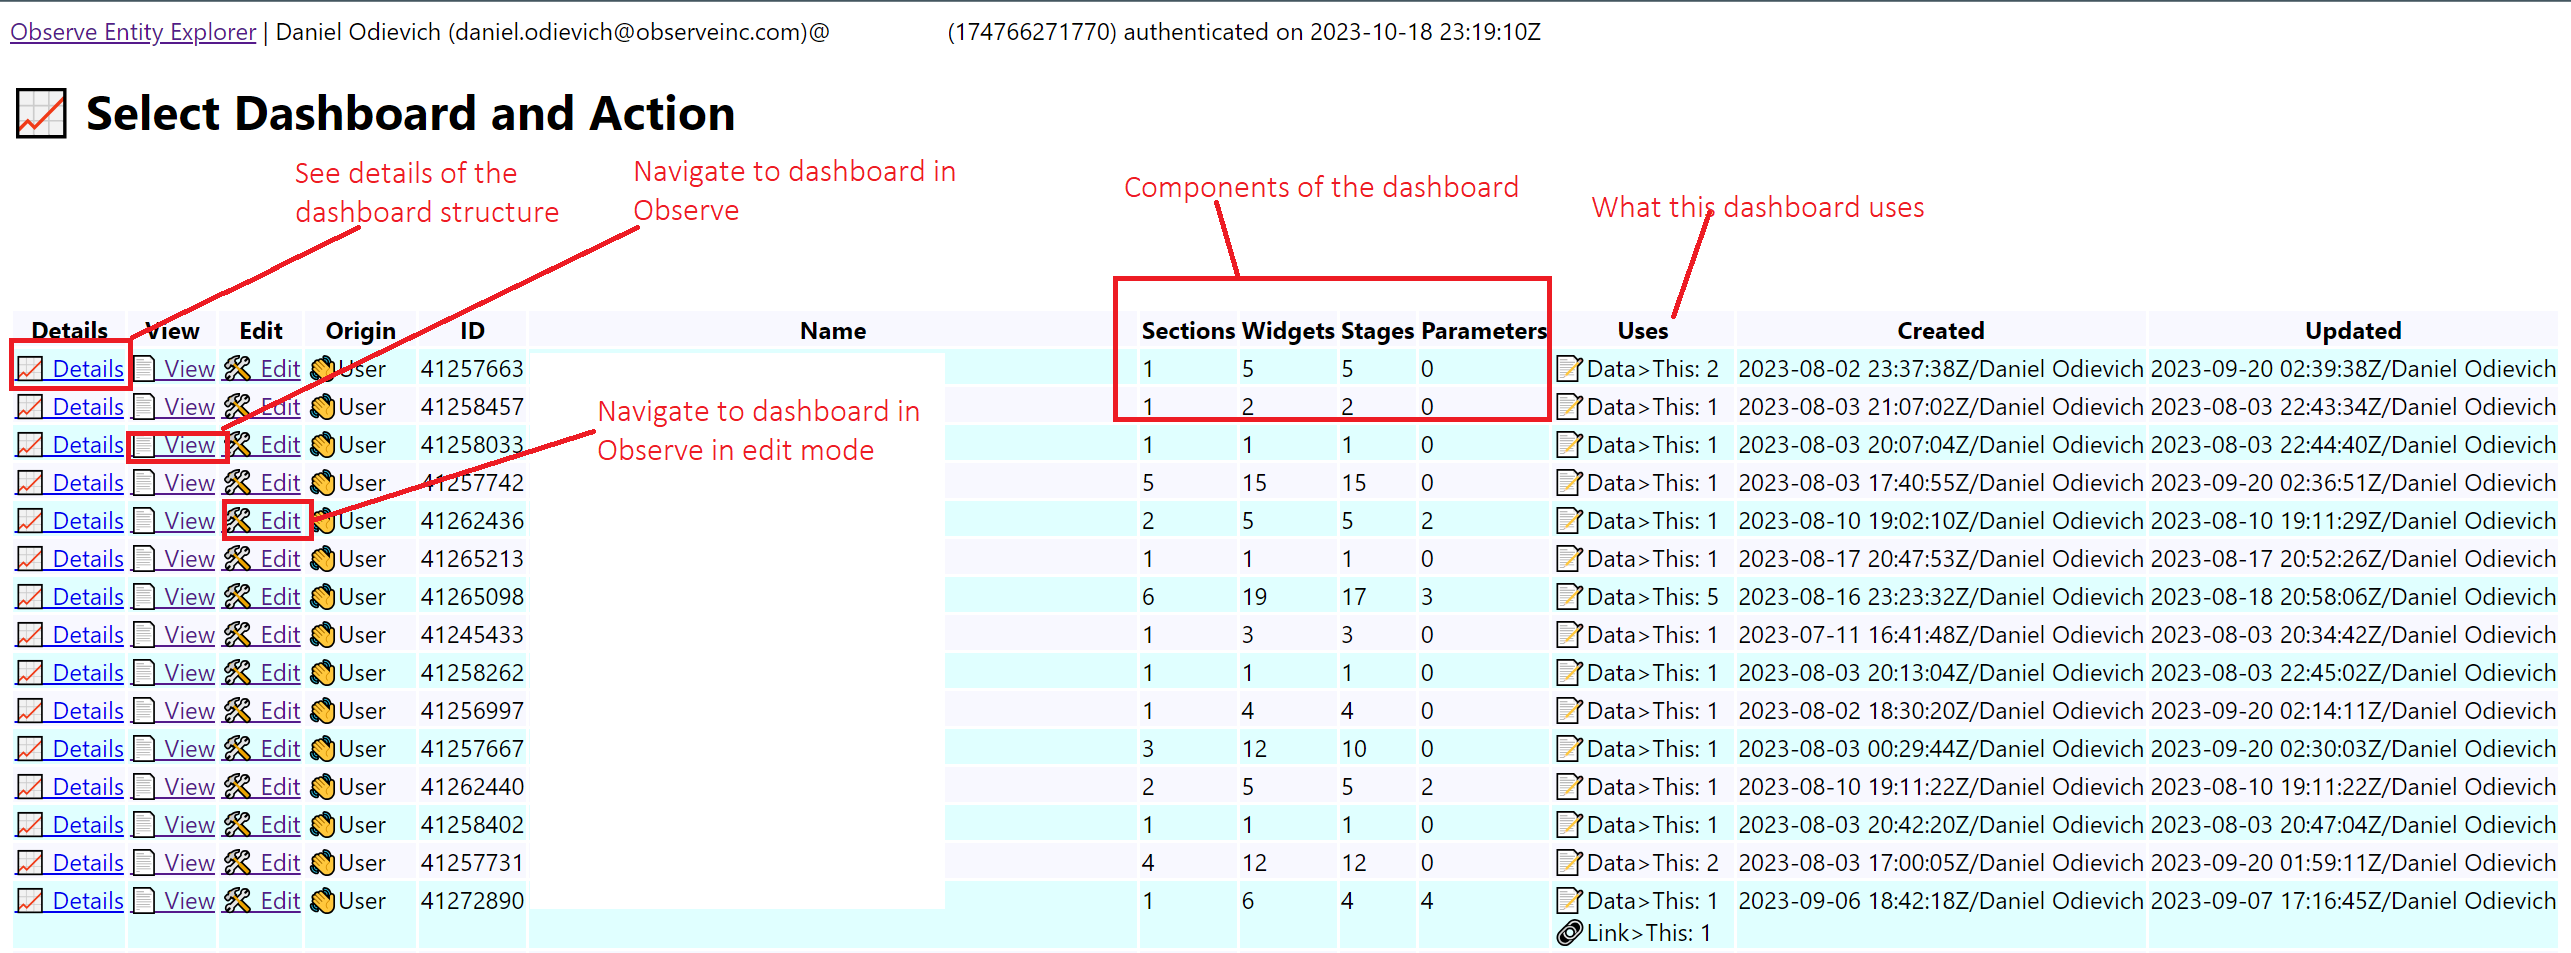 Observe Entity Explorer | Daniel Odievich (daniel.odievich@observeinc.com)@ (174766271770) authenticated on 2023-10-18 23:19:10Z
Select Dashboard and Action
See details of the
dashboard structure
Navigate to dashboard in
Observe
Components of the dashboard
What this dashboard uses
Details View Edit Origin ID Name Sections Widgets Stages Parameters Uses Created Updated
Details View Edit User 41257663 1 5 5 0 Data>This: 2 2023-08-02 23:37:38Z/Daniel Odievich 2023-09-20 02:39:38Z/Daniel Odievich
Details View Edit User 41258457 1 2 2 0 Data>This: 1 2023-08-03 21:07:02Z/Daniel Odievich 2023-08-03 22:43:34Z/Daniel Odievich
Navigate to dashboard in
Observe in edit mode
Details View Edit User 41258033 1 1 1 0 Data>This: 1 2023-08-03 20:07:04Z/Daniel Odievich 2023-08-03 22:44:40Z/Daniel Odievich
Details View Edit User 41257742 5 15 15 0 Data>This: 1 2023-08-03 17:40:55Z/Daniel Odievich 2023-09-20 02:36:51Z/Daniel Odievich
Details View Edit User 41262436 2 5 5 2 Data>This: 1 2023-08-10 19:02:10Z/Daniel Odievich 2023-08-10 19:11:29Z/Daniel Odievich
Details View Edit User 41265213 1 1 1 0 Data>This: 1 2023-08-17 20:47:53Z/Daniel Odievich 2023-08-17 20:52:26Z/Daniel Odievich
Details View Edit User 41265098 6 19 17 3 Data>This: 5 2023-08-16 23:23:32Z/Daniel Odievich 2023-08-18 20:58:06Z/Daniel Odievich
Details View Edit User 41245433 1 3 3 0 Data>This: 1 2023-07-11 16:41:48Z/Daniel Odievich 2023-08-03 20:34:42Z/Daniel Odievich
Details View Edit User 41258262 1 1 1 0 Data>This: 1 2023-08-03 20:13:04Z/Daniel Odievich 2023-08-03 22:45:02Z/Daniel Odievich
Details View Edit User 41256997 1 4 4 0 Data>This: 1 2023-08-02 18:30:20Z/Daniel Odievich 2023-09-20 02:14:11Z/Daniel Odievich
Details View Edit User 41257667 3 12 10 0 Data>This: 1 2023-08-03 00:29:44Z/Daniel Odievich 2023-09-20 02:30:03Z/Daniel Odievich
Details View Edit User 41262440 2 5 5 2 Data>This: 1 2023-08-10 19:11:22Z/Daniel Odievich 2023-08-10 19:11:22Z/Daniel Odievich
Details View Edit User 41258402 1 1 1 0 Data>This: 1 2023-08-03 20:42:20Z/Daniel Odievich 2023-08-03 20:47:04Z/Daniel Odievich
Details View Edit User 41257731 4 12 12 0 Data>This: 2 2023-08-03 17:00:05Z/Daniel Odievich 2023-09-20 01:59:11Z/Daniel Odievich
Details View Edit User 41272890 1 6 4 4 Data>This: 1 2023-09-06 18:42:18Z/Daniel Odievich 2023-09-07 17:16:45Z/Daniel Odievich
Link>This: 1